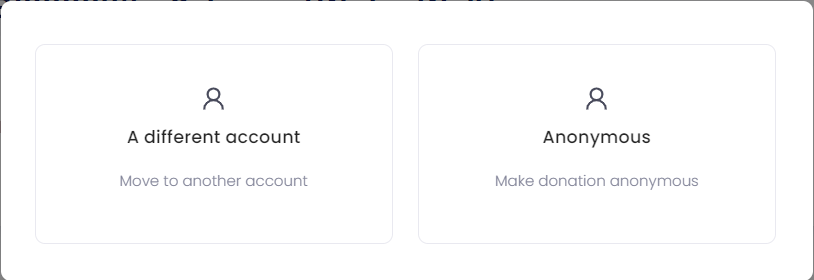 A different account
Move to another account
Anonymous
Make donation anonymous